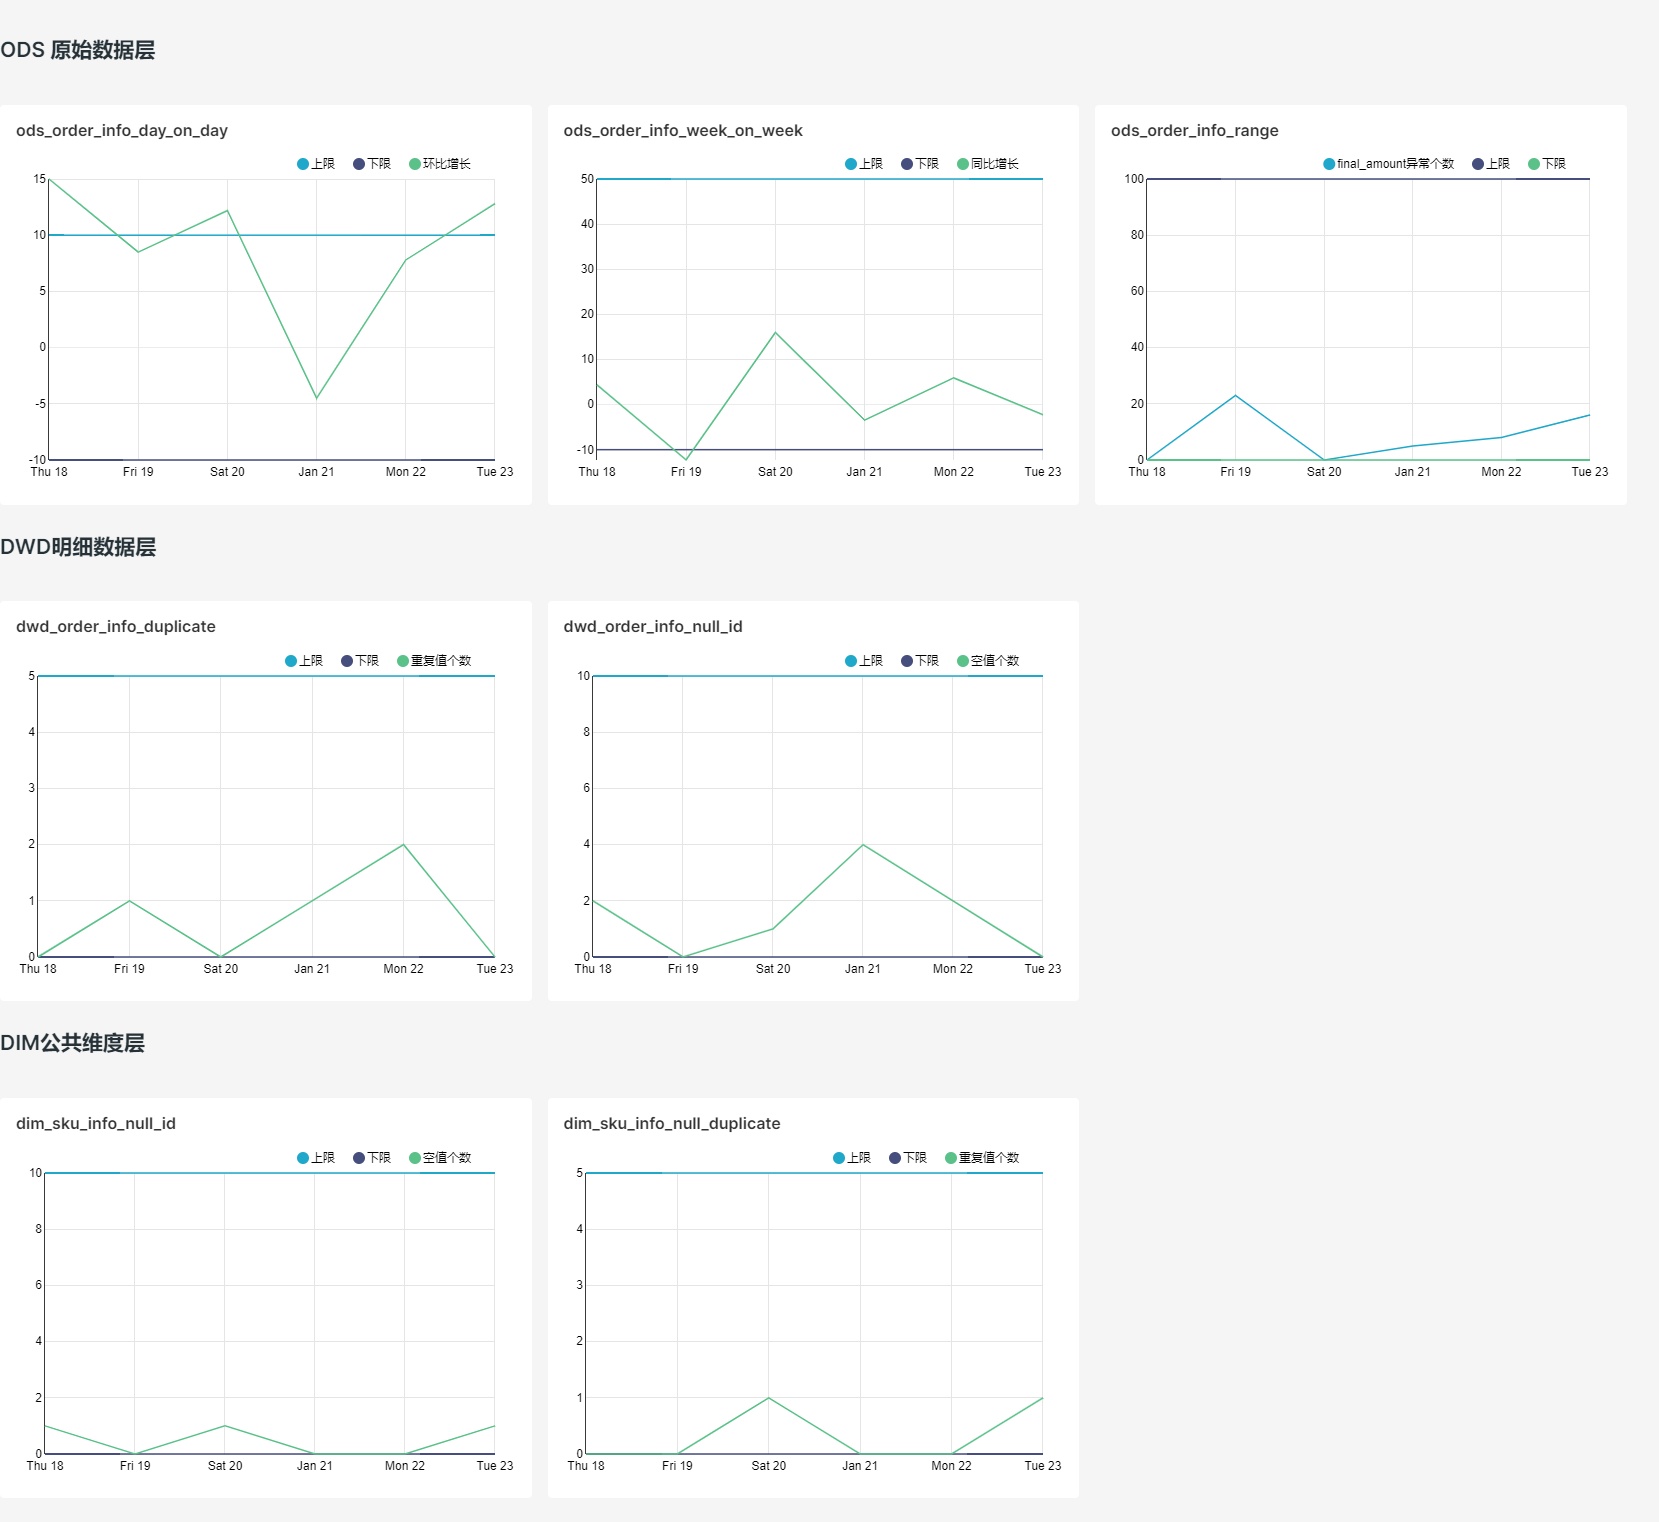 ODS 原始数据层
ods_order_info_day_on_day
上限 下限 环比增长
15
10
5
0
-5
-10
Thu 18 Fri 19 Sat 20 Jan 21 Mon 22 Tue 23
ods_order_info_week_on_week
上限 下限 同比增长
50
40
30
20
10
0
-10
Thu 18 Fri 19 Sat 20 Jan 21 Mon 22 Tue 23
ods_order_info_range
final_amount异常个数 上限 下限
100
80
60
40
20
0
Thu 18 Fri 19 Sat 20 Jan 21 Mon 22 Tue 23
DWD明细数据层
dwd_order_info_duplicate
上限 下限 重复值个数
5
4
3
2
1
0
Thu 18 Fri 19 Sat 20 Jan 21 Mon 22 Tue 23
dwd_order_info_null_id
上限 下限 空值个数
10
8
6
4
2
0
Thu 18 Fri 19 Sat 20 Jan 21 Mon 22 Tue 23
DIM公共维度层
dim_sku_info_null_id
上限 下限 空值个数
10
8
6
4
2
0
Thu 18 Fri 19 Sat 20 Jan 21 Mon 22 Tue 23
dim_sku_info_null_duplicate
上限 下限 重复值个数
5
4
3
2
1
0
Thu 18 Fri 19 Sat 20 Jan 21 Mon 22 Tue 23